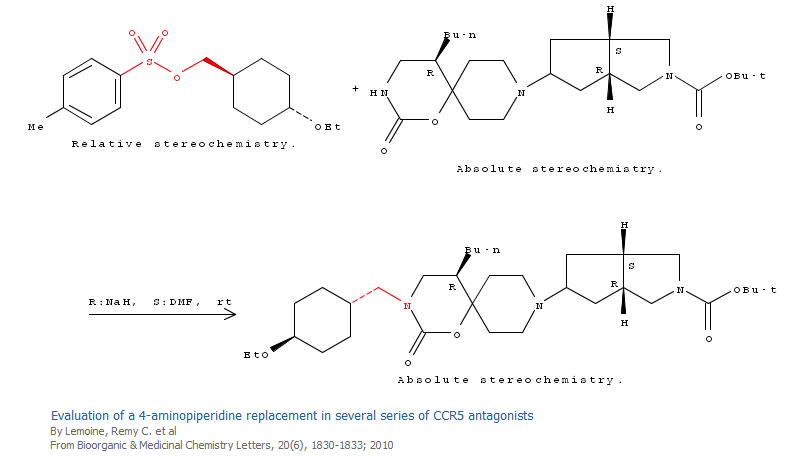 O O H
S Bu-n
O R S
R N OBu-t
+ HN N
H
Me OEt O O
Relative stereochemistry. O
Absolute stereochemistry.
H
Bu-n
S
R R
R:NaH, S:DMF, rt N N N OBu-t
O H
EtO O O
Absolute stereochemistry.
Evaluation of a 4-aminopiperidine replacement in several series of CCR5 antagonists
By Lemoine, Remy C. et al
From Bioorganic & Medicinal Chemistry Letters, 20(6), 1830-1833; 2010